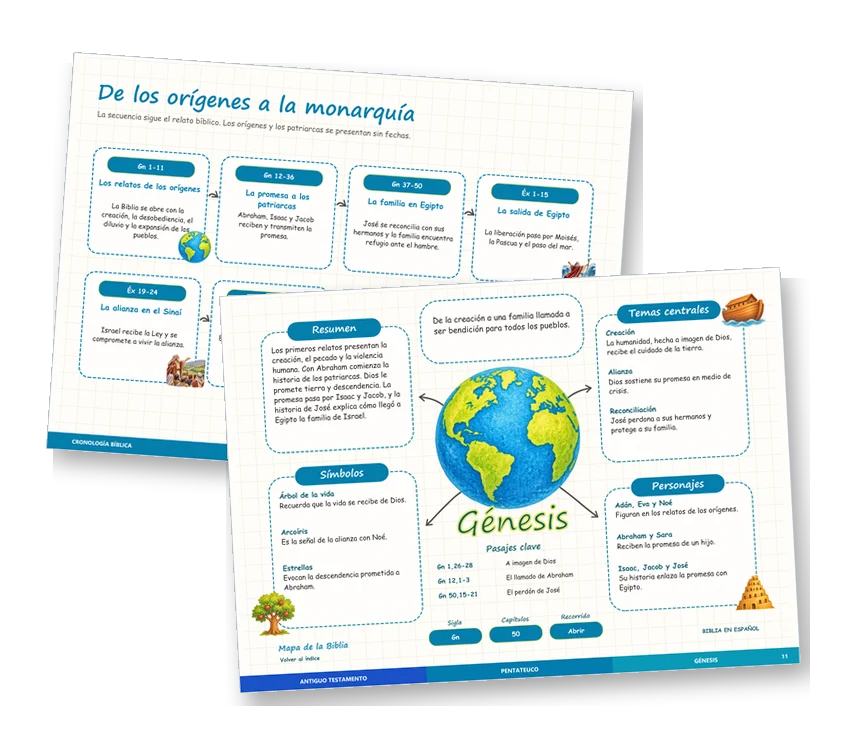 De los orígenes a la monarquía
La secuencia sigue el relato bíblico. Los orígenes y los patriarcas se presentan sin fechas.
Gn 1-11
Los relatos de los orígenes
La Biblia se abre con la
creación, la desobediencia, el
diluvio y la expansión de los
pueblos.
Gn 12-36
La promesa a los
patriarcas
Abraham, Isaac y Jacob
reciben y transmiten la
promesa.
Gn 37-50
La familia en Egipto
José se reconcilia con sus
hermanos y la familia encuentra
refugio ante el hambre.
Éx 1-15
La salida de Egipto
La liberación pasa por Moisés,
la Pascua y el paso del mar.
Éx 19-24
La alianza en el Sinaí
Israel recibe la Ley y se
compromete a vivir la alianza.
CRONOLOGÍA BÍBLICA
Resumen
Los primeros relatos presentan la
creación, el pecado y la violencia
humana. Con Abraham comienza la
historia de los patriarcas. Dios le
promete tierra y descendencia. La
promesa pasa por Isaac y Jacob, y la
historia de José explica cómo llegó a
Egipto la familia de Israel.
De la creación a una familia llamada a
ser bendición para todos los pueblos.
Temas centrales
Creación
La humanidad, hecha a imagen de Dios,
recibe el cuidado de la tierra.
Alianza
Dios sostiene su promesa en medio de
crisis.
Reconciliación
José perdona a sus hermanos y
protege a su familia.
Símbolos
Árbol de la vida
Recuerda que la vida se recibe de Dios.
Arcoíris
Es la señal de la alianza con Noé.
Estrellas
Evocan la descendencia prometida a
Abraham.
Génesis
Pasajes clave
Gn 1,26-28 A imagen de Dios
Gn 12,1-3 El llamado de Abraham
Gn 50,15-21 El perdón de José
Sigla Capítulos Recorrido
Gn 50 Abrir
Personajes
Adán, Eva y Noé
Figuran en los relatos de los orígenes.
Abraham y Sara
Reciben la promesa de un hijo.
Isaac, Jacob y José
Su historia enlaza la promesa con
Egipto.
Mapa de la Biblia
Volver al índice
BIBLIA EN ESPAÑOL
ANTIGUO TESTAMENTO PENTATEUCO GÉNESIS 11